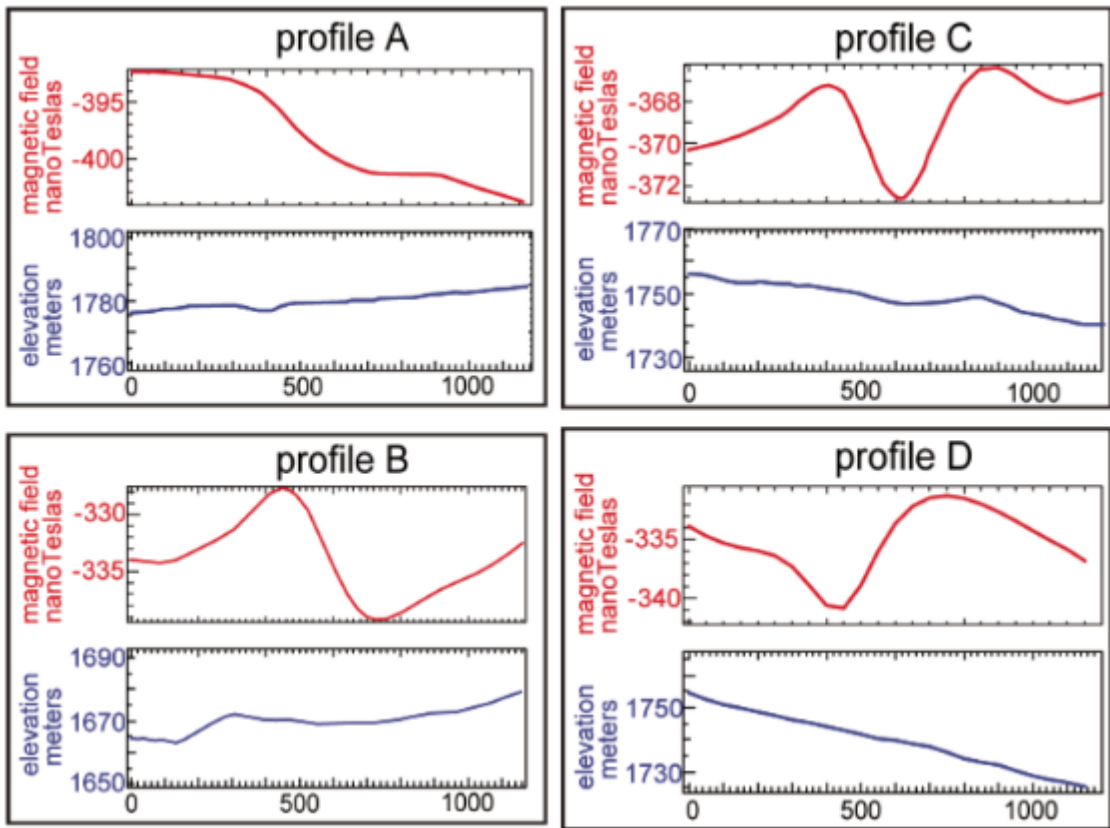 profile A
magnetic field
nanoTeslas
-395
-400
elevation
meters
1800
1780
1760
0 500 1000
profile C
magnetic field
nanoTeslas
-368
-370
-372
elevation
meters
1770
1750
1730
0 500 1000
profile B
magnetic field
nanoTeslas
-330
-335
elevation
meters
1690
1670
1650
0 500 1000
profile D
magnetic field
nanoTeslas
-335
-340
elevation
meters
1750
1730
0 500 1000